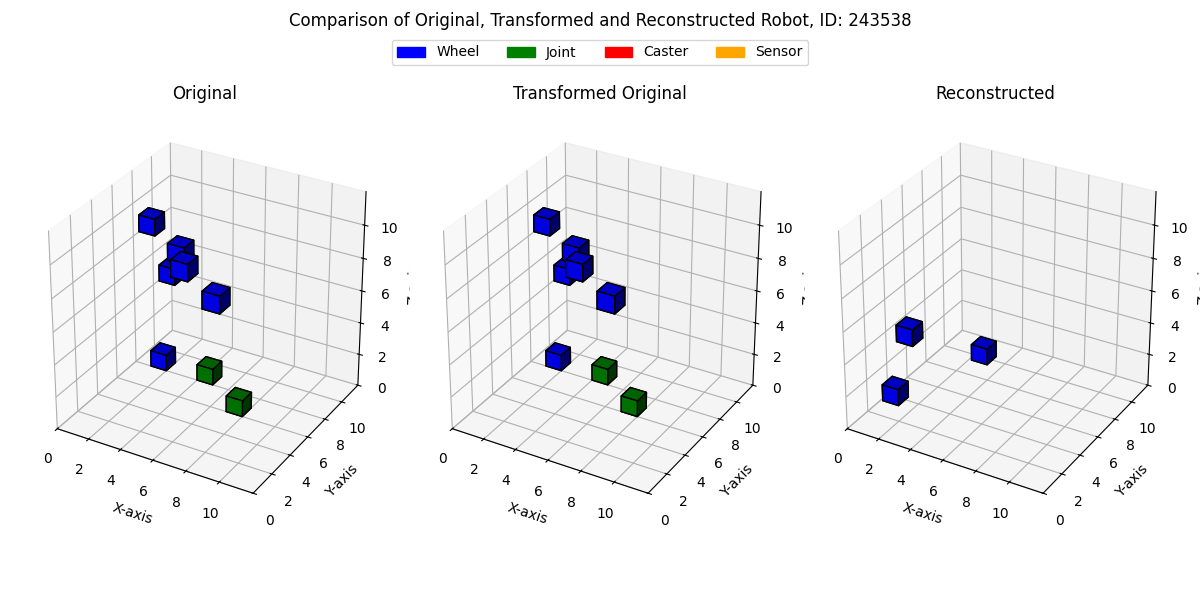 Comparison of Original, Transformed and Reconstructed Robot, ID: 243538
Wheel Joint Caster Sensor
Original
Transformed Original
Reconstructed
0 2 4 6 8 10
X-axis
0 2 4 6 8 10
Y-axis
0 2 4 6 8 10
0 2 4 6 8 10
X-axis
0 2 4 6 8 10
Y-axis
0 2 4 6 8 10
0 2 4 6 8 10
X-axis
0 2 4 6 8 10
Y-axis
0 2 4 6 8 10